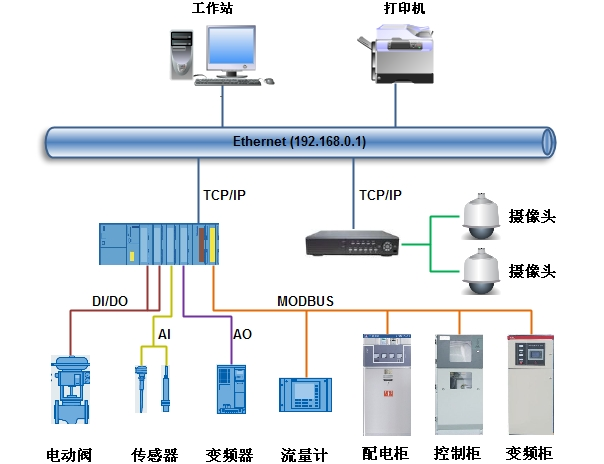 工作站
打印机
Ethernet (192.168.0.1)
TCP/IP
TCP/IP
摄像头
摄像头
DI/DO
MODBUS
AI
AO
电动阀
传感器
变频器
流量计
配电柜
控制柜
变频柜